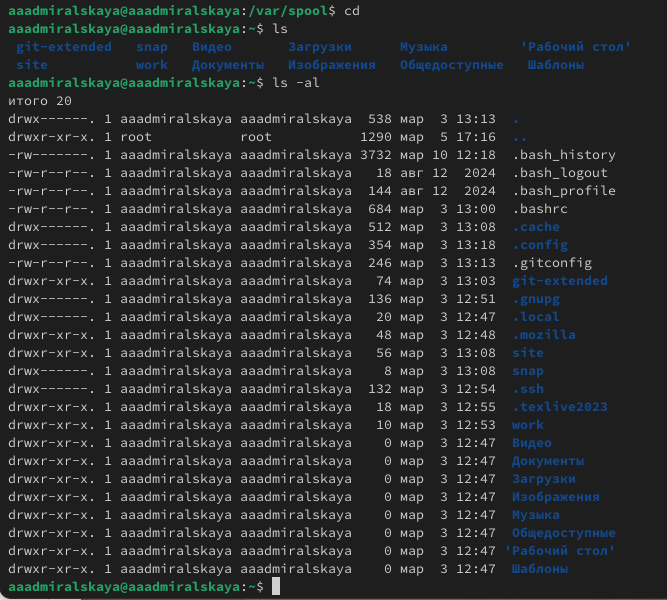 aaadmiralskaya@aaadmiralskaya:/var/spool$ cd
aaadmiralskaya@aaadmiralskaya:~$ ls
 git-extended   snap   Видео       Загрузки      Музыка         'Рабочий стол'
 site           work   Документы   Изображения   Общедоступные   Шаблоны
aaadmiralskaya@aaadmiralskaya:~$ ls -al
итого 20
drwx------. 1 aaadmiralskaya aaadmiralskaya  538 мар  3 13:13  .
drwxr-xr-x. 1 root           root           1290 мар  5 17:16  ..
-rw-------. 1 aaadmiralskaya aaadmiralskaya 3732 мар 10 12:18  .bash_history
-rw-r--r--. 1 aaadmiralskaya aaadmiralskaya   18 авг 12  2024  .bash_logout
-rw-r--r--. 1 aaadmiralskaya aaadmiralskaya  144 авг 12  2024  .bash_profile
-rw-r--r--. 1 aaadmiralskaya aaadmiralskaya  684 мар  3 13:00  .bashrc
drwx------. 1 aaadmiralskaya aaadmiralskaya  512 мар  3 13:08  .cache
drwx------. 1 aaadmiralskaya aaadmiralskaya  354 мар  3 13:18  .config
-rw-r--r--. 1 aaadmiralskaya aaadmiralskaya  246 мар  3 13:13  .gitconfig
drwxr-xr-x. 1 aaadmiralskaya aaadmiralskaya   74 мар  3 13:03  git-extended
drwx------. 1 aaadmiralskaya aaadmiralskaya  136 мар  3 12:51  .gnupg
drwx------. 1 aaadmiralskaya aaadmiralskaya   20 мар  3 12:47  .local
drwxr-xr-x. 1 aaadmiralskaya aaadmiralskaya   48 мар  3 12:48  .mozilla
drwxr-xr-x. 1 aaadmiralskaya aaadmiralskaya   56 мар  3 13:08  site
drwx------. 1 aaadmiralskaya aaadmiralskaya    8 мар  3 13:08  snap
drwx------. 1 aaadmiralskaya aaadmiralskaya  132 мар  3 12:54  .ssh
drwxr-xr-x. 1 aaadmiralskaya aaadmiralskaya   18 мар  3 12:55  .texlive2023
drwxr-xr-x. 1 aaadmiralskaya aaadmiralskaya   10 мар  3 12:53  work
drwxr-xr-x. 1 aaadmiralskaya aaadmiralskaya    0 мар  3 12:47  Видео
drwxr-xr-x. 1 aaadmiralskaya aaadmiralskaya    0 мар  3 12:47  Документы
drwxr-xr-x. 1 aaadmiralskaya aaadmiralskaya    0 мар  3 12:47  Загрузки
drwxr-xr-x. 1 aaadmiralskaya aaadmiralskaya    0 мар  3 12:47  Изображения
drwxr-xr-x. 1 aaadmiralskaya aaadmiralskaya    0 мар  3 12:47  Музыка
drwxr-xr-x. 1 aaadmiralskaya aaadmiralskaya    0 мар  3 12:47  Общедоступные
drwxr-xr-x. 1 aaadmiralskaya aaadmiralskaya    0 мар  3 12:47 'Рабочий стол'
drwxr-xr-x. 1 aaadmiralskaya aaadmiralskaya    0 мар  3 12:47  Шаблоны
aaadmiralskaya@aaadmiralskaya:~$